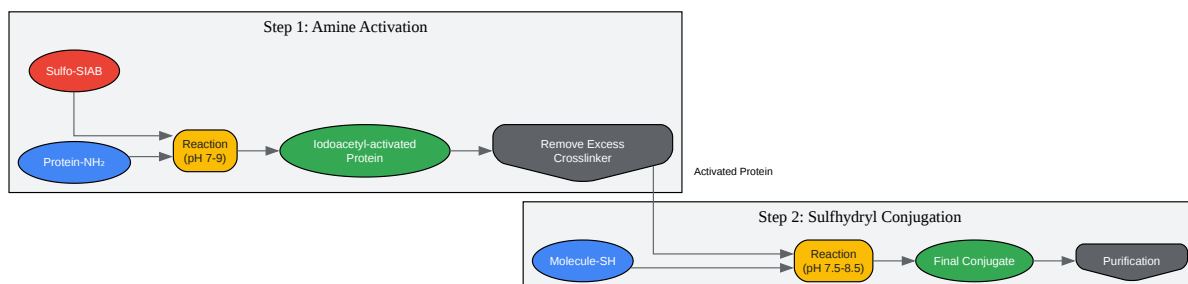 Step 1: Amine Activation
Sulfo-SIAB
Protein-NH₂
Reaction
(pH 7-9)
Iodoacetyl-activated
Protein
Remove Excess
Crosslinker
Activated Protein
Step 2: Sulfhydryl Conjugation
Molecule-SH
Reaction
(pH 7.5-8.5)
Final Conjugate
Purification